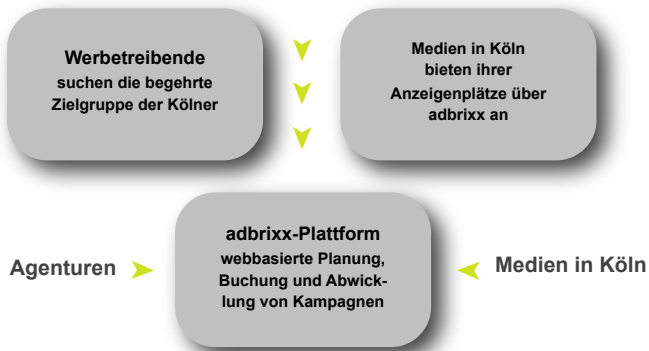 Werbetreibende
suchen die begehrte
Zielgruppe der Kölner
Medien in Köln
bieten ihrer
Anzeigenplätze über
adbrixx an
adbrixx-Plattform
webbasierte Planung,
Buchung und Abwick-
lung von Kampagnen
Agenturen
Medien in Köln